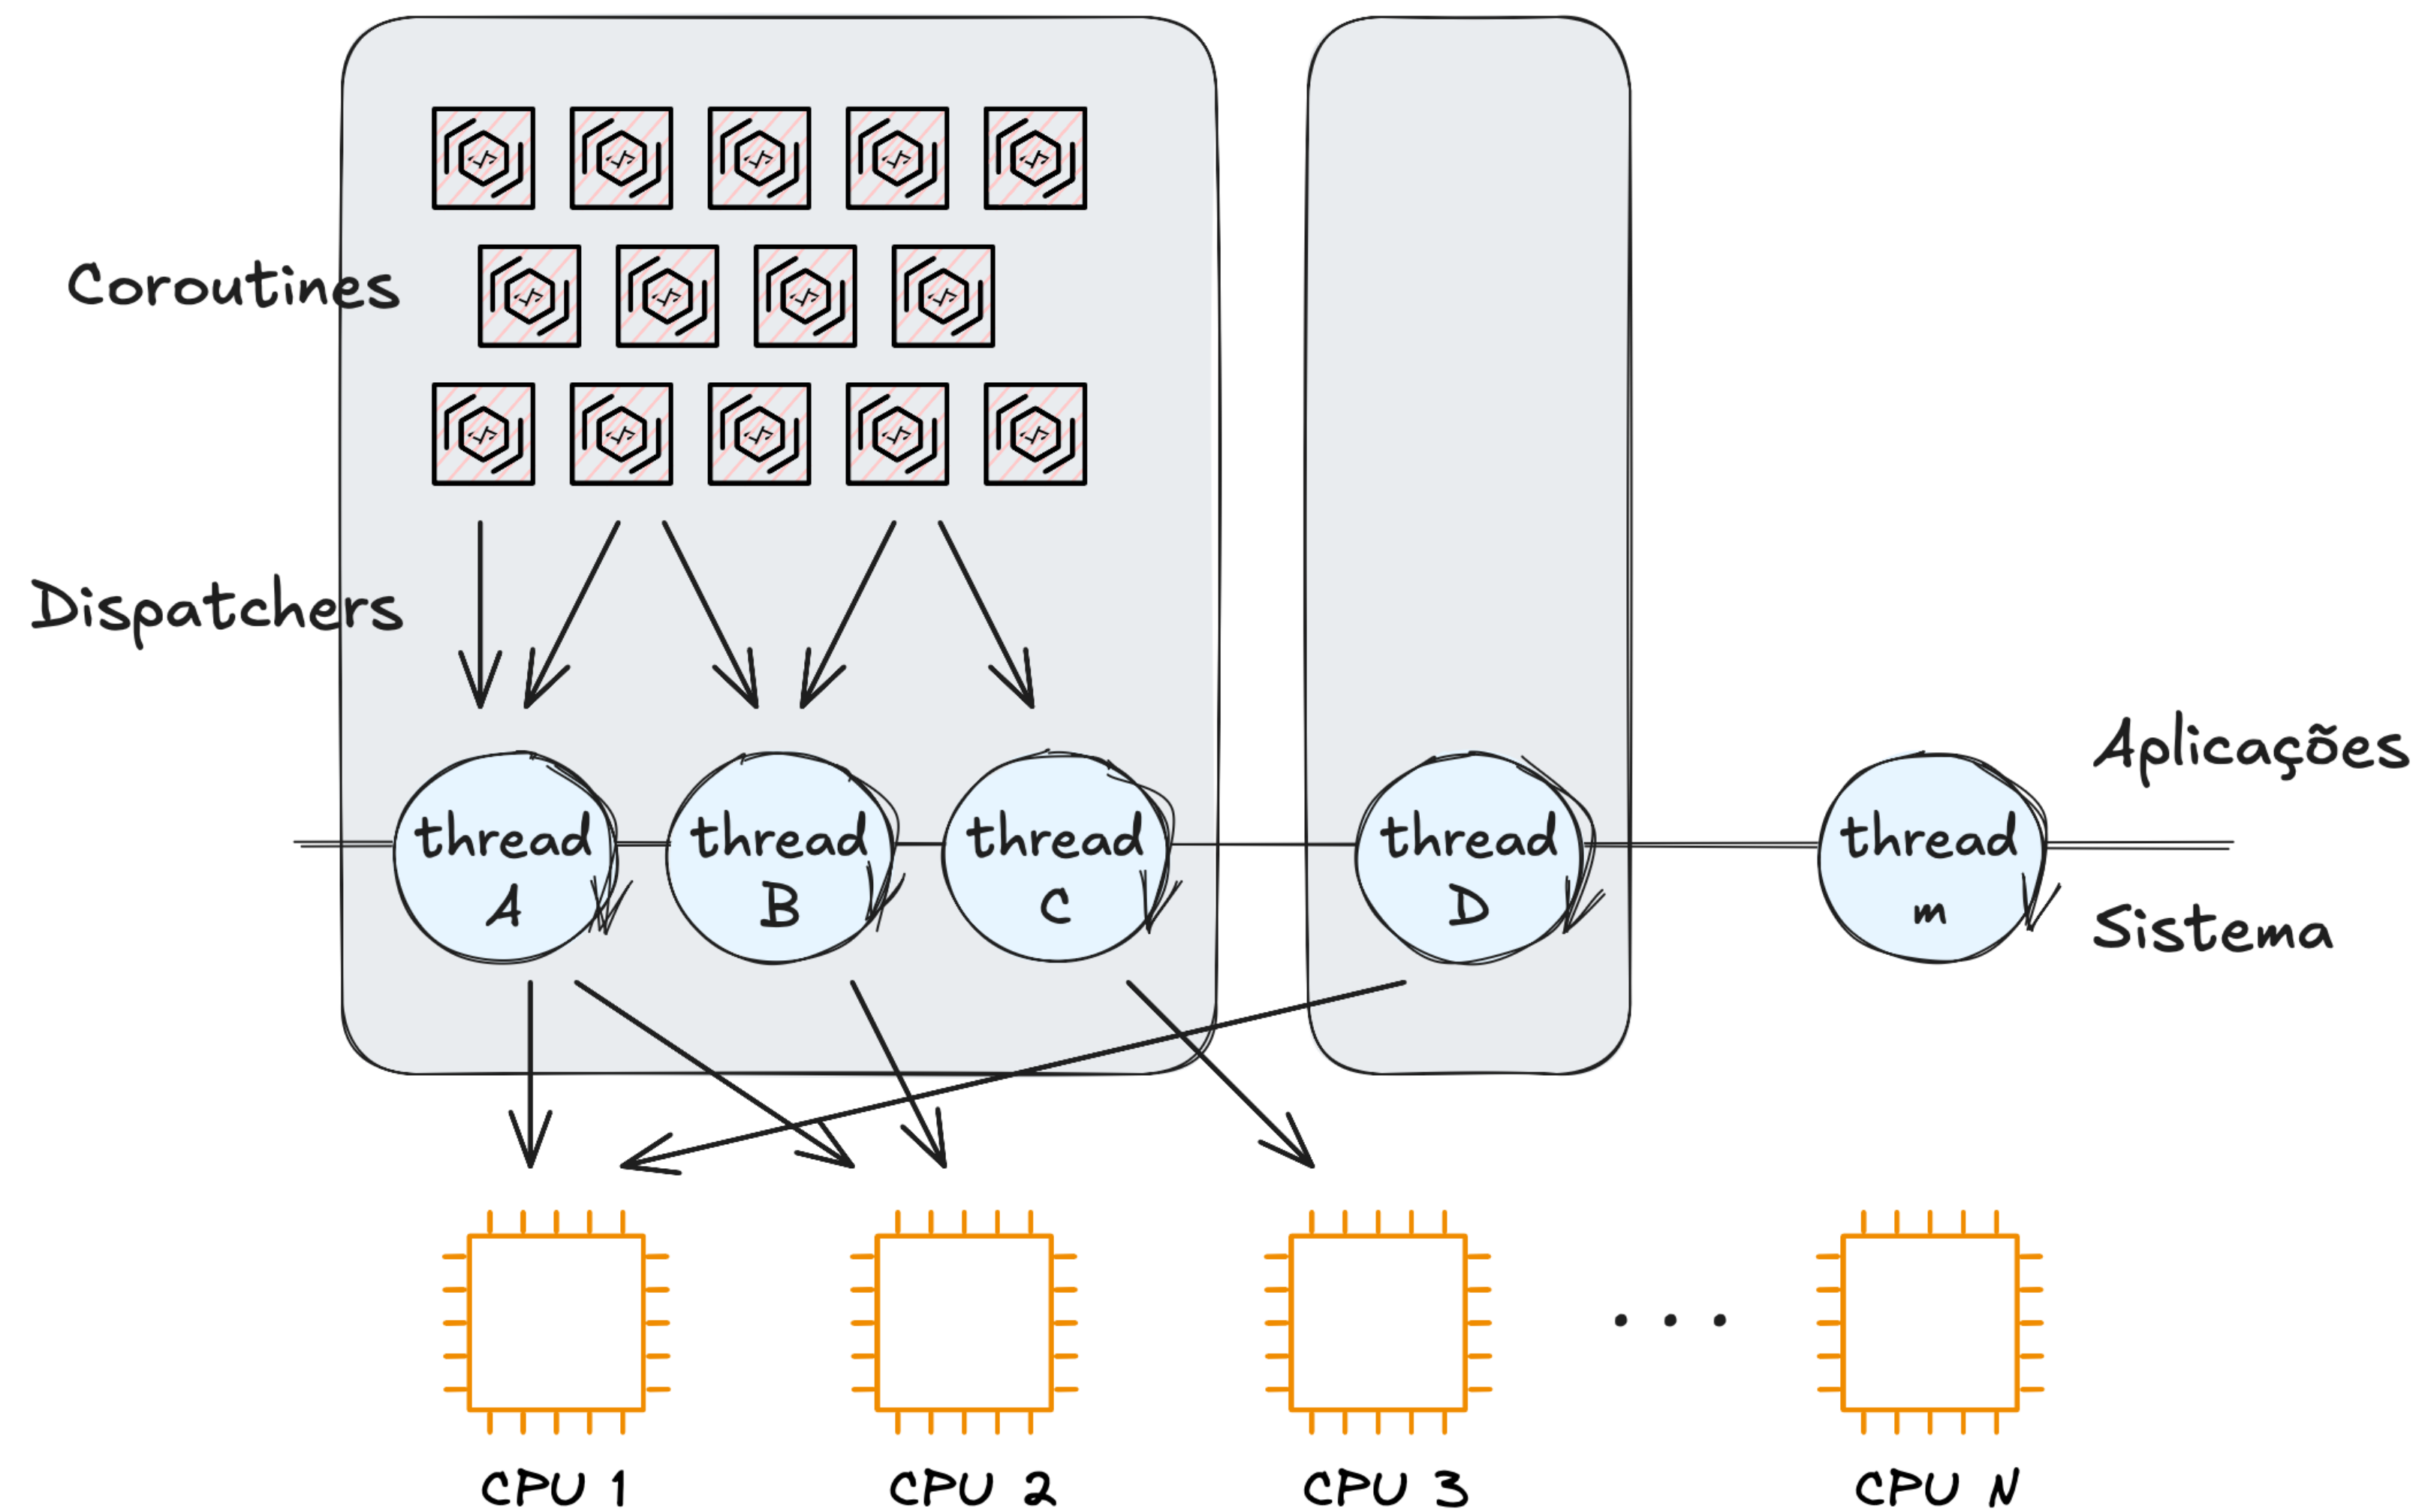 Coroutines
Dispatchers
Aplicações
thread
A
thread
B
thread
C
thread
D
thread
m
Sistema
...
CPU 1
CPU 2
CPU 3
CPU N